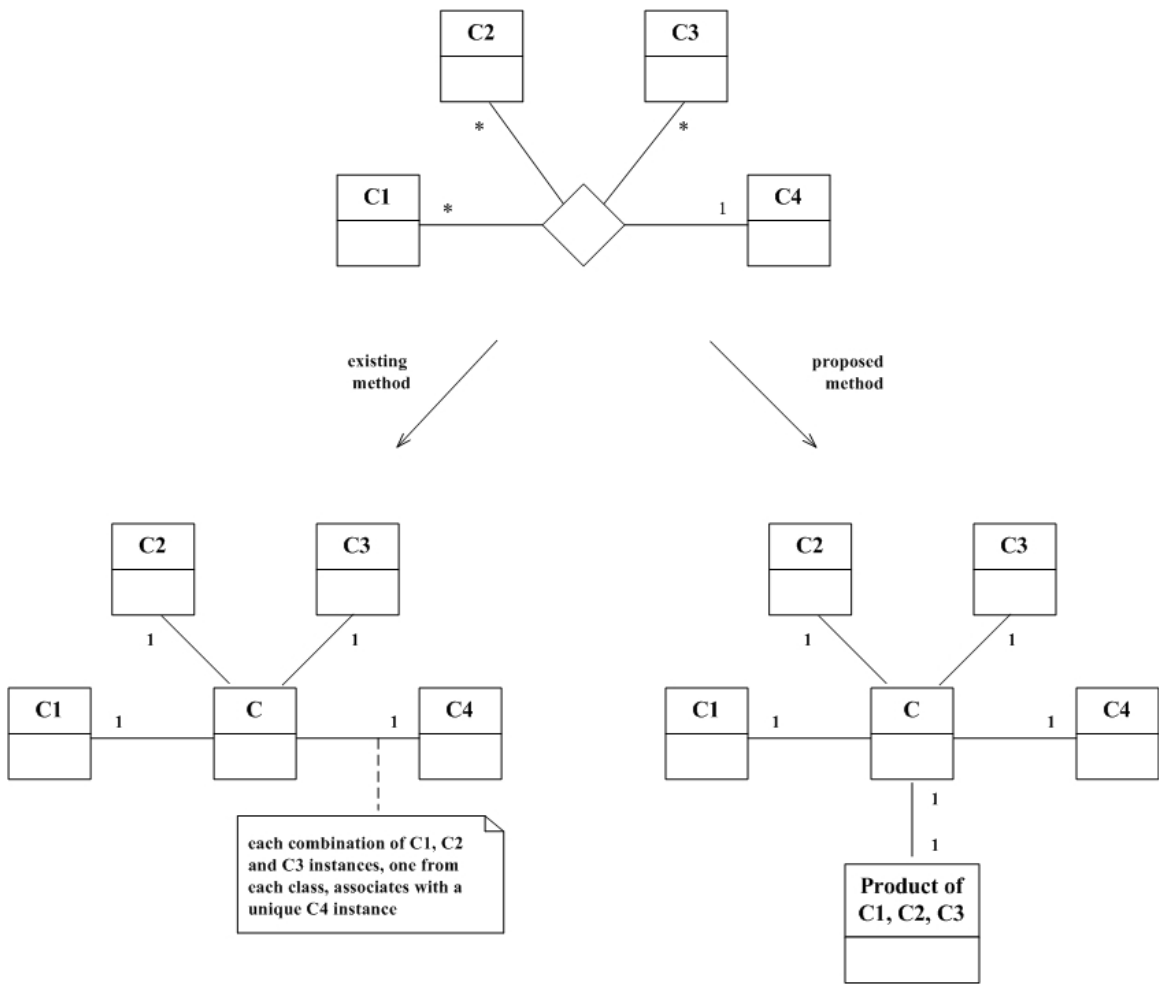 C2
C3
*
*
C1
*
1
C4
existing
method
proposed
method
C2
C3
1
1
C1
1
C
1
C4
each combination of C1, C2
and C3 instances, one from
each class, associates with a
unique C4 instance
C2
C3
1
1
C1
1
C
1
C4
1
1
Product of
C1, C2, C3